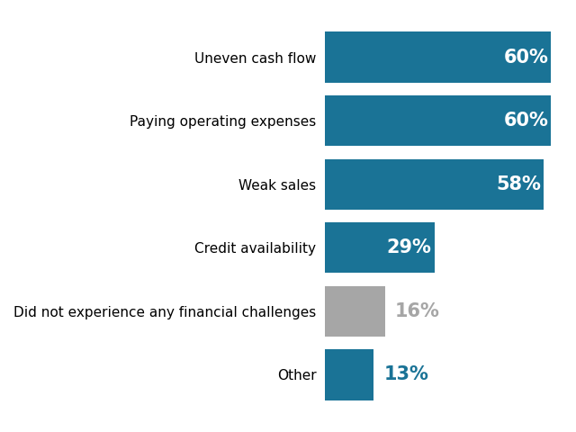 Uneven cash flow 60%
Paying operating expenses 60%
Weak sales 58%
Credit availability 29%
Did not experience any financial challenges 16%
Other 13%